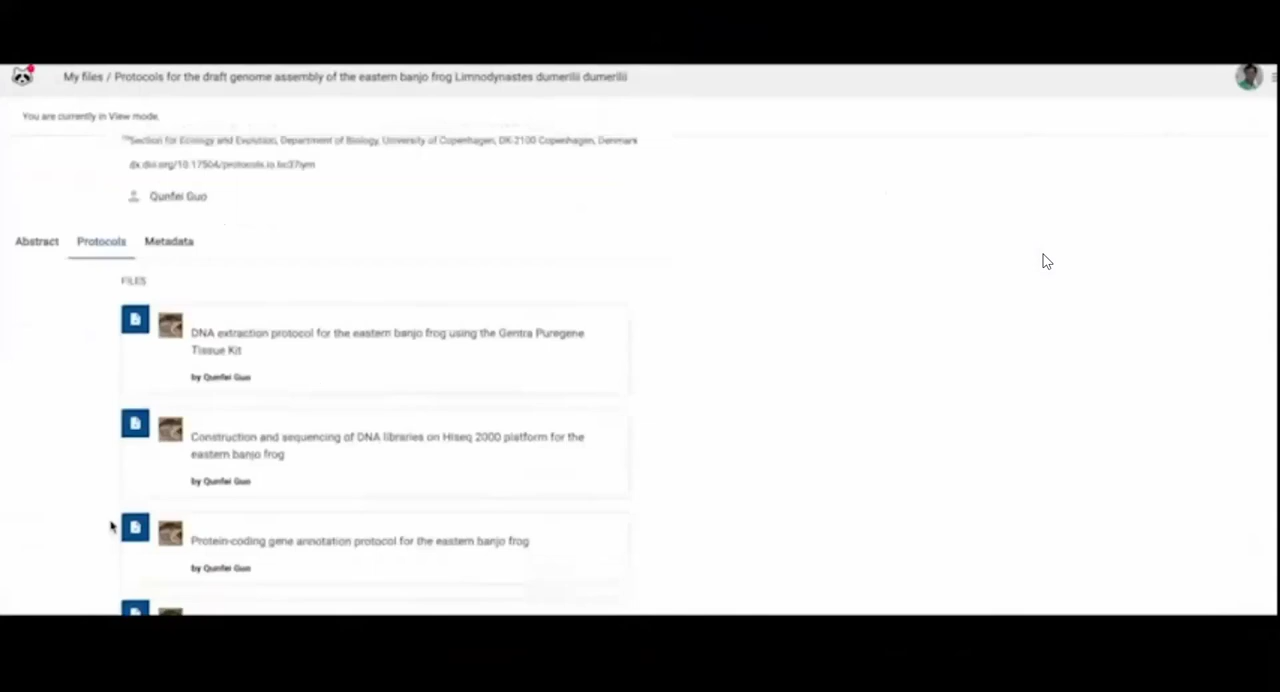 My files / Protocols for the draft genome assembly of the eastern banjo frog Limnodynastes dumerilii dumerilii
You are currently in View mode.
Section for Ecology and Evolution, Department of Biology, University of Copenhagen, DK-2100 Copenhagen, Denmark
Qunfei Guo
Abstract Protocols Metadata
FILES
DNA extraction protocol for the eastern banjo frog using the Gentra Puregene
Tissue Kit
by Qunfei Guo
Construction and sequencing of DNA libraries on Hiseq 2000 platform for the
eastern banjo frog
by Qunfei Guo
Protein-coding gene annotation protocol for the eastern banjo frog
by Qunfei Guo